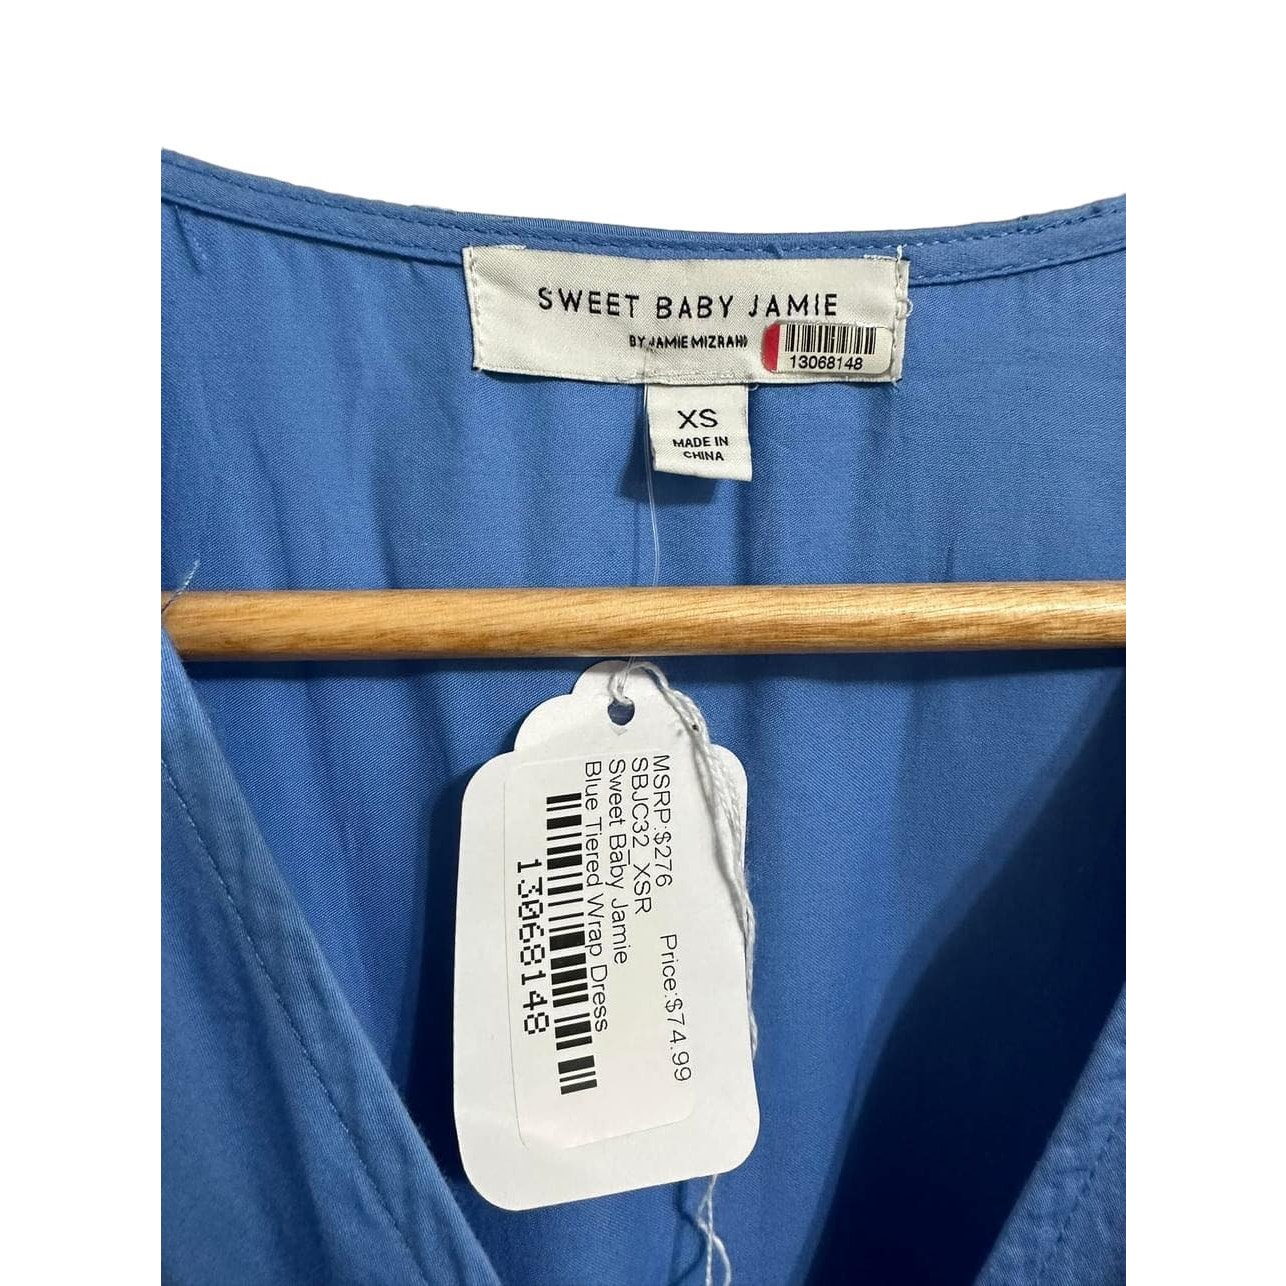 SWEET BABY JAMIE
BY JAMIE MIZRAHI
13068148
XS
MADE IN
CHINA
MSRP:$276 Price:$74.99
SBJC32_XSR
Sweet Baby Jamie
Blue Tiered Wrap Dress
13068148